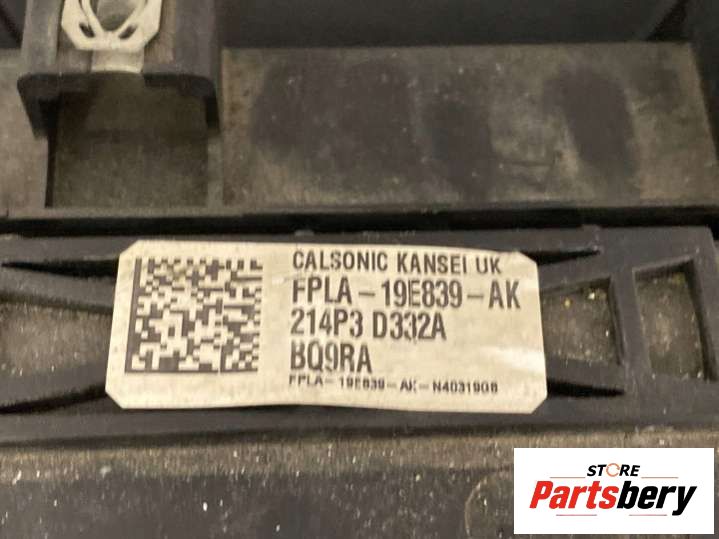 CALSONIC KANSEI UK
FPLA-19E839-AK
214P3 D332A
BQ9RA
FPLA-19E839-AK-N4031908
STORE
Partsbery